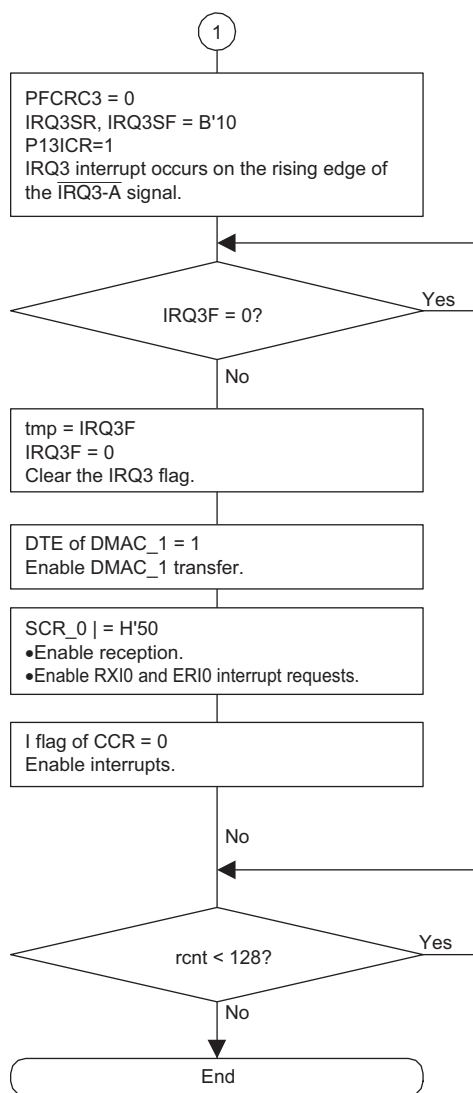 1
PFCRC3 = 0
IRQ3SR, IRQ3SF = B'10
P13ICR=1
IRQ3 interrupt occurs on the rising edge of
the IRQ3-A signal.
IRQ3F = 0?
Yes
No
tmp = IRQ3F
IRQ3F = 0
Clear the IRQ3 flag.
DTE of DMAC_1 = 1
Enable DMAC_1 transfer.
SCR_0 | = H'50
•Enable reception.
•Enable RXI0 and ERI0 interrupt requests.
I flag of CCR = 0
Enable interrupts.
No
rcnt < 128?
Yes
No
End